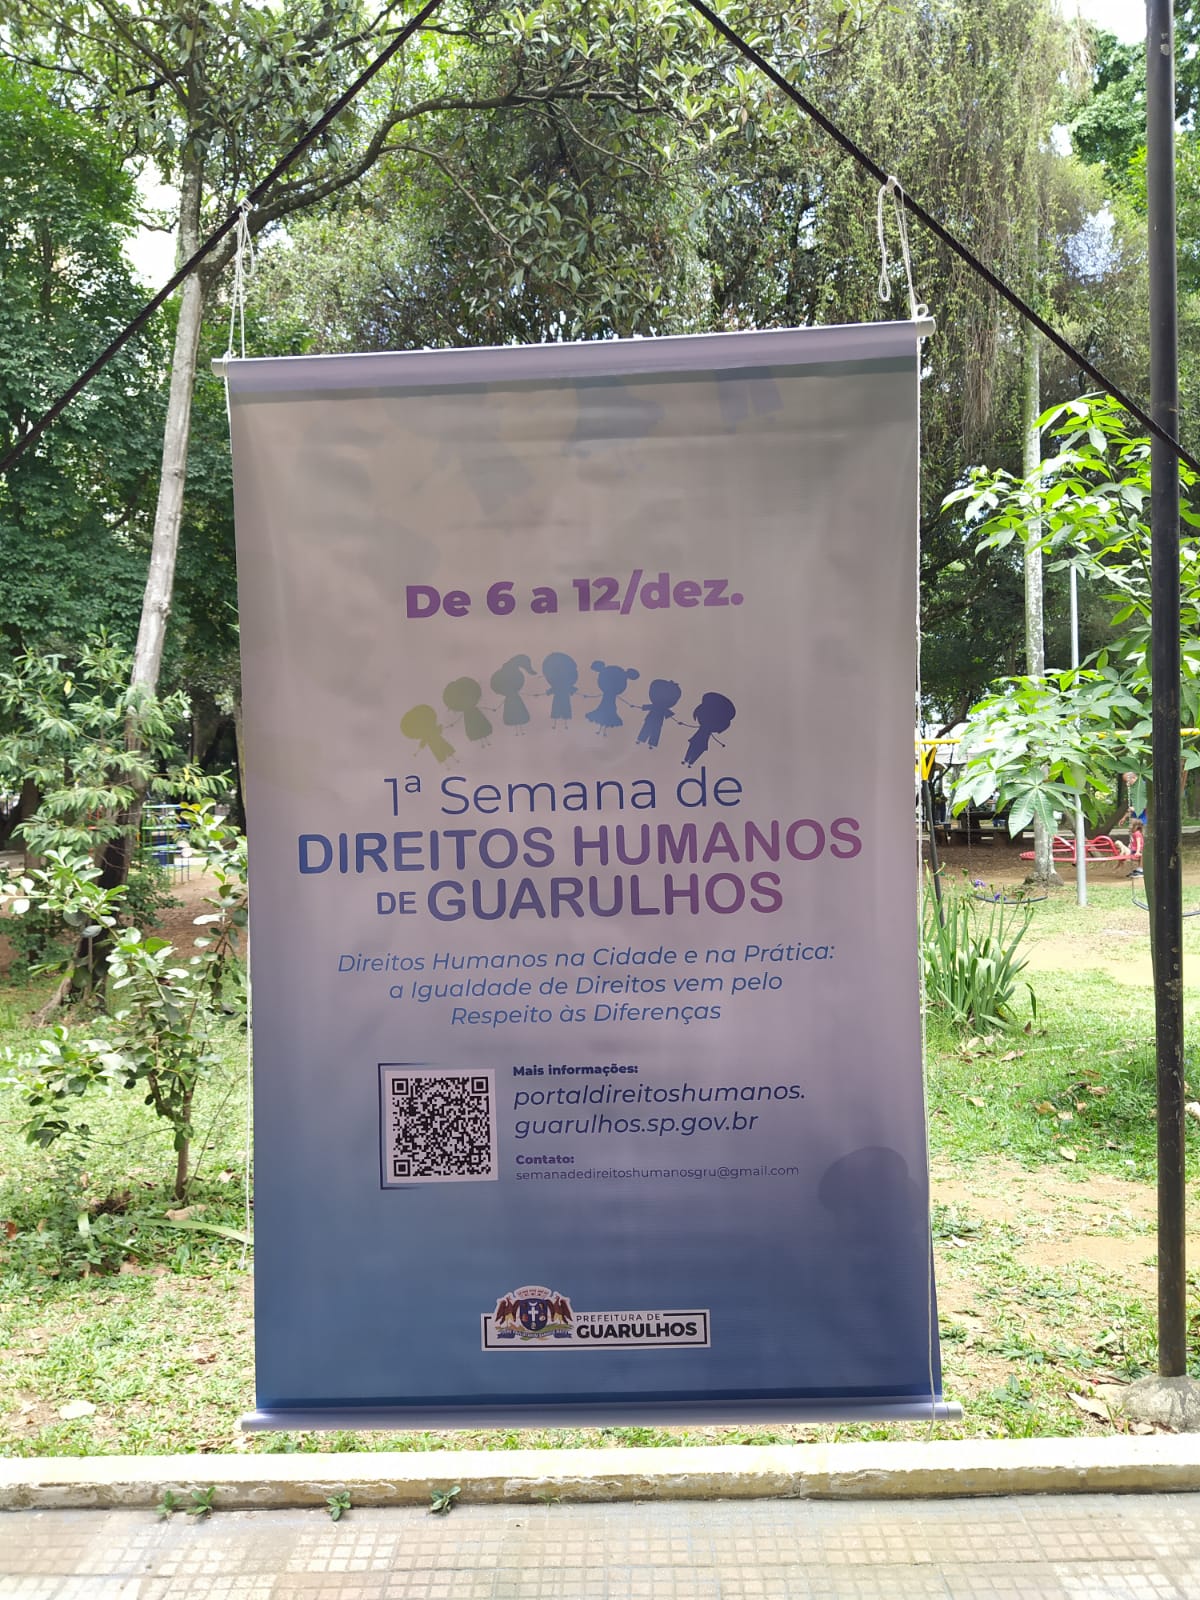 De 6 a 12/dez.
1ª Semana de
DIREITOS HUMANOS
DE GUARULHOS
Direitos Humanos na Cidade e na Prática:
a Igualdade de Direitos vem pelo
Respeito às Diferenças
Mais informações:
portaldireitoshumanos.
guarulhos.sp.gov.br
Contato:
semanadedireitoshumanosgru@gmail.com
PREFEITURA DE
GUARULHOS